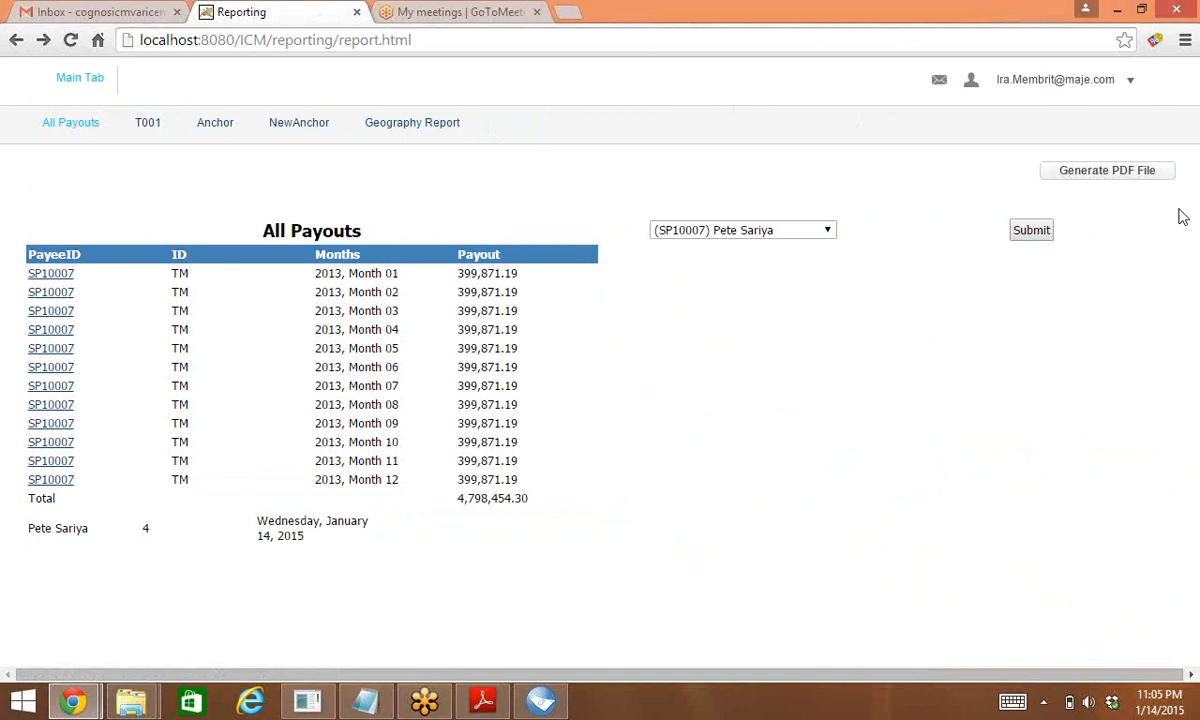 Inbox - cognosicmvaricen
Reporting
My meetings | GoToMeet
localhost:8080/ICM/reporting/report.html
Main Tab
Ira.Membrit@maje.com
All Payouts T001 Anchor NewAnchor Geography Report
Generate PDF File
All Payouts
(SP10007) Pete Sariya
Submit
PayeeID ID Months Payout
SP10007 TM 2013, Month 01 399,871.19
SP10007 TM 2013, Month 02 399,871.19
SP10007 TM 2013, Month 03 399,871.19
SP10007 TM 2013, Month 04 399,871.19
SP10007 TM 2013, Month 05 399,871.19
SP10007 TM 2013, Month 06 399,871.19
SP10007 TM 2013, Month 07 399,871.19
SP10007 TM 2013, Month 08 399,871.19
SP10007 TM 2013, Month 09 399,871.19
SP10007 TM 2013, Month 10 399,871.19
SP10007 TM 2013, Month 11 399,871.19
SP10007 TM 2013, Month 12 399,871.19
Total 4,798,454.30
Pete Sariya 4 Wednesday, January
14, 2015
11:05 PM
1/14/2015